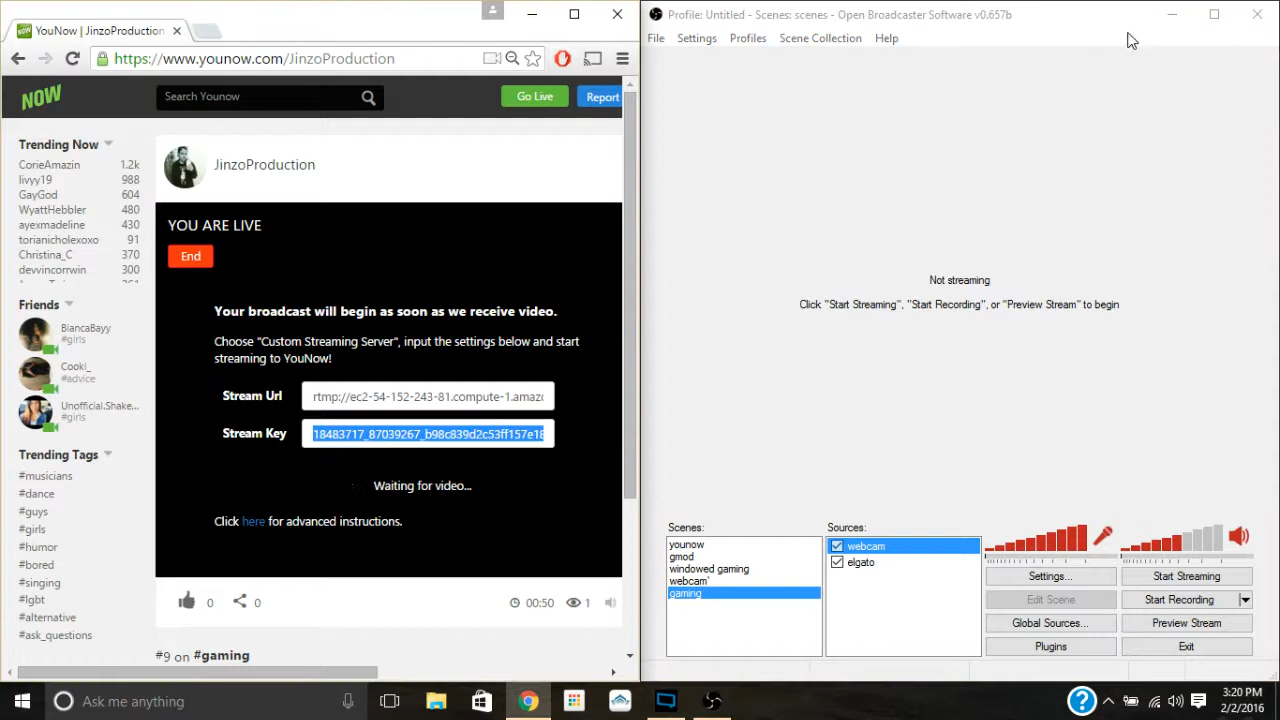 YouNow | JinzoProduction
https://www.younow.com/JinzoProduction
NOW
Search Younow
Go Live
Report
Trending Now
CorieAmazin 1.2k
livyy19 988
GayGod 604
WyattHebbler 480
ayexmadeline 430
torianicholexoxo 91
Christina_C 370
devvincorrwin 300
Friends
BiancaBayy
#girls
Cooki_
#advice
Unofficial.Shake...
#girls
Trending Tags
#musicians
#dance
#guys
#girls
#humor
#bored
#singing
#lgbt
#alternative
#ask_questions
JinzoProduction
YOU ARE LIVE
End
Your broadcast will begin as soon as we receive video.
Choose "Custom Streaming Server", input the settings below and start
streaming to YouNow!
Stream Url rtmp://ec2-54-152-243-81.compute-1.amaz
Stream Key 18483717_87039267_b98c839d2c53ff157e18
Waiting for video...
Click here for advanced instructions.
0 0 00:50 1
#9 on #gaming
Profile: Untitled - Scenes: scenes - Open Broadcaster Software v0.657b
File Settings Profiles Scene Collection Help
Not streaming
Click "Start Streaming", "Start Recording", or "Preview Stream" to begin
Scenes:
younow
gmod
windowed gaming
webcam'
gaming
Sources:
webcam
elgato
Settings... Start Streaming
Edit Scene Start Recording
Global Sources... Preview Stream
Plugins Exit
Ask me anything
3:20 PM
2/2/2016